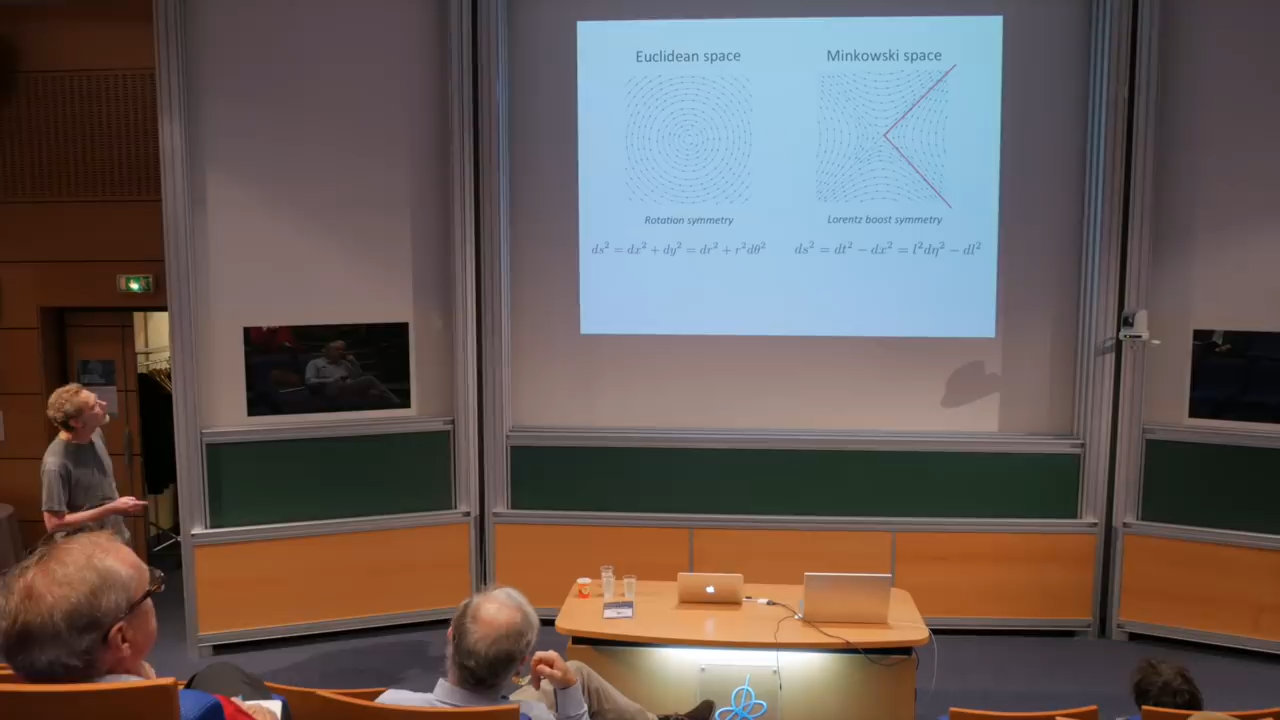 Euclidean space
Minkowski space
Rotation symmetry
Lorentz boost symmetry
ds² = dx² + dy² = dr² + r²dθ²
ds² = dt² − dx² = l²dη² − dl²